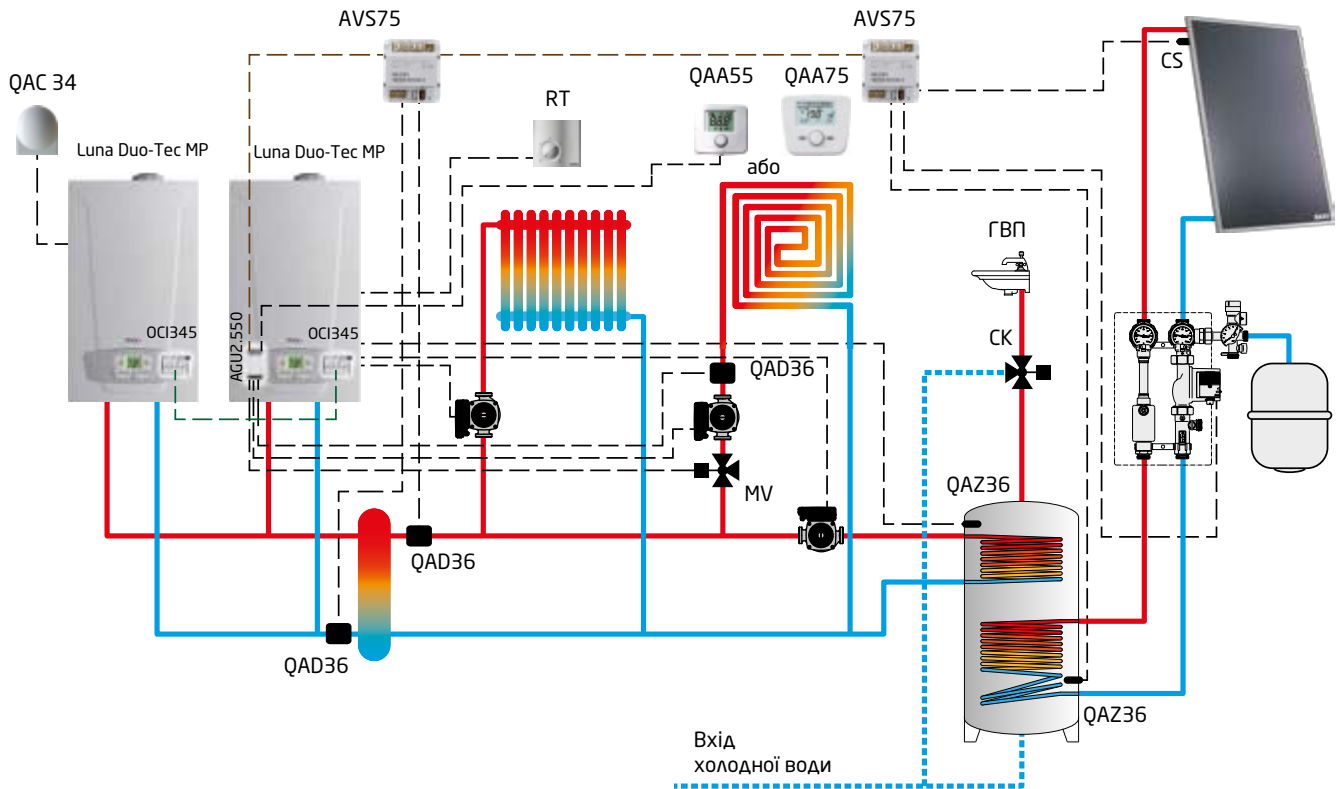 AVS75
AVS75
QAC 34
RT
QAA55
QAA75
CS
Luna Duo-Tec MP
Luna Duo-Tec MP
або
ГВП
OCI345
OCI345
AGU2.550
СК
QAD36
MV
QAZ36
QAD36
QAD36
QAZ36
Вхід
холодної води